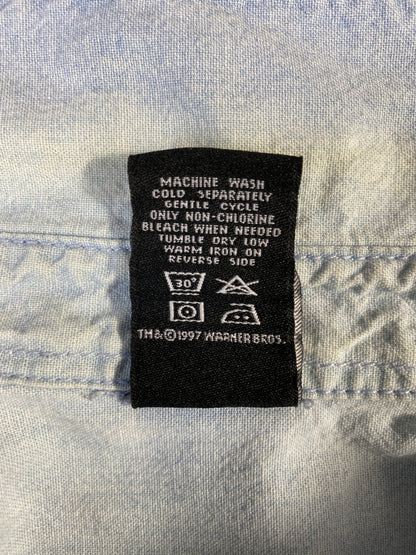 MACHINE WASH
COLD SEPARATELY
GENTLE CYCLE
ONLY NON-CHLORINE
BLEACH WHEN NEEDED
TUMBLE DRY LOW
WARM IRON ON
REVERSE SIDE
30°
TM&©1997 WARNER BROS.